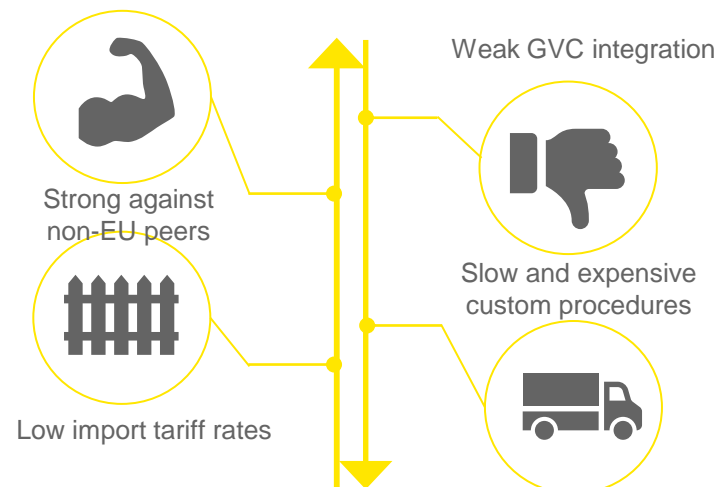 Weak GVC integration
Strong against
non-EU peers
Slow and expensive
custom procedures
Low import tariff rates